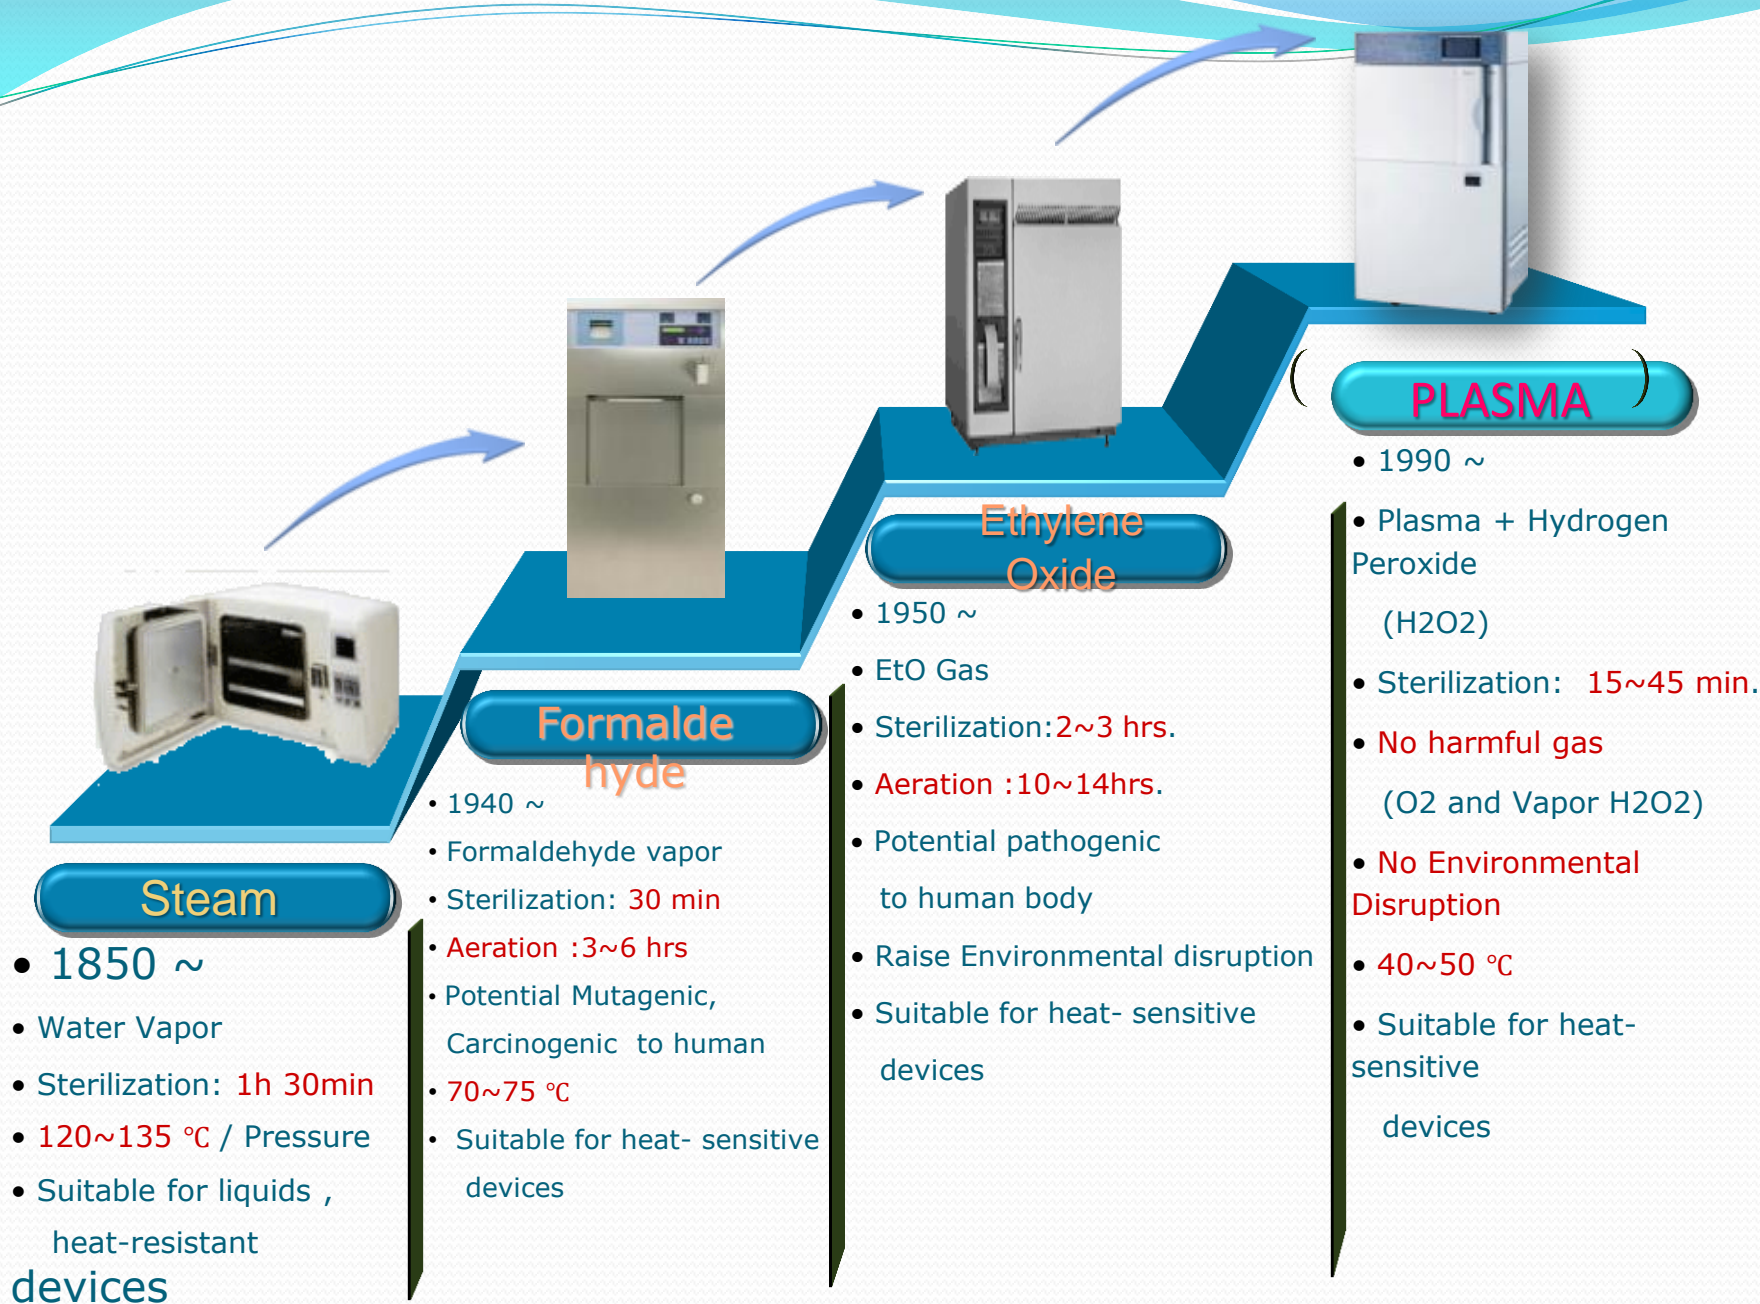 Steam
• 1850 ~
• Water Vapor
• Sterilization: 1h 30min
• 120~135 ℃ / Pressure
• Suitable for liquids ,
heat-resistant
devices
Formalde
hyde
• 1940 ~
• Formaldehyde vapor
• Sterilization: 30 min
• Aeration :3~6 hrs
• Potential Mutagenic,
Carcinogenic to human
• 70~75 ℃
• Suitable for heat- sensitive
devices
Ethylene
Oxide
• 1950 ~
• EtO Gas
• Sterilization:2~3 hrs.
• Aeration :10~14hrs.
• Potential pathogenic
to human body
• Raise Environmental disruption
• Suitable for heat- sensitive
devices
( PLASMA )
• 1990 ~
• Plasma + Hydrogen
Peroxide
(H2O2)
• Sterilization: 15~45 min.
• No harmful gas
(O2 and Vapor H2O2)
• No Environmental
Disruption
• 40~50 ℃
• Suitable for heat-
sensitive
devices